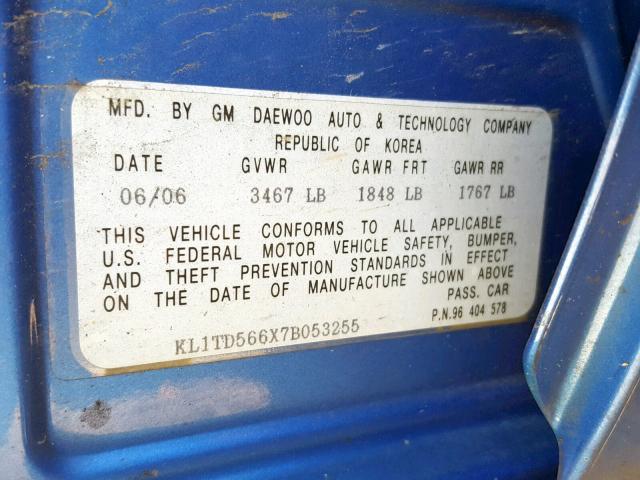 MFD. BY GM DAEWOO AUTO & TECHNOLOGY COMPANY
REPUBLIC OF KOREA
DATE GVWR GAWR FRT GAWR RR
06/06 3467 LB 1848 LB 1767 LB
THIS VEHICLE CONFORMS TO ALL APPLICABLE
U.S. FEDERAL MOTOR VEHICLE SAFETY, BUMPER,
AND THEFT PREVENTION STANDARDS IN EFFECT
ON THE DATE OF MANUFACTURE SHOWN ABOVE
PASS. CAR
P.N.96 404 578
KL1TD566X7B053255